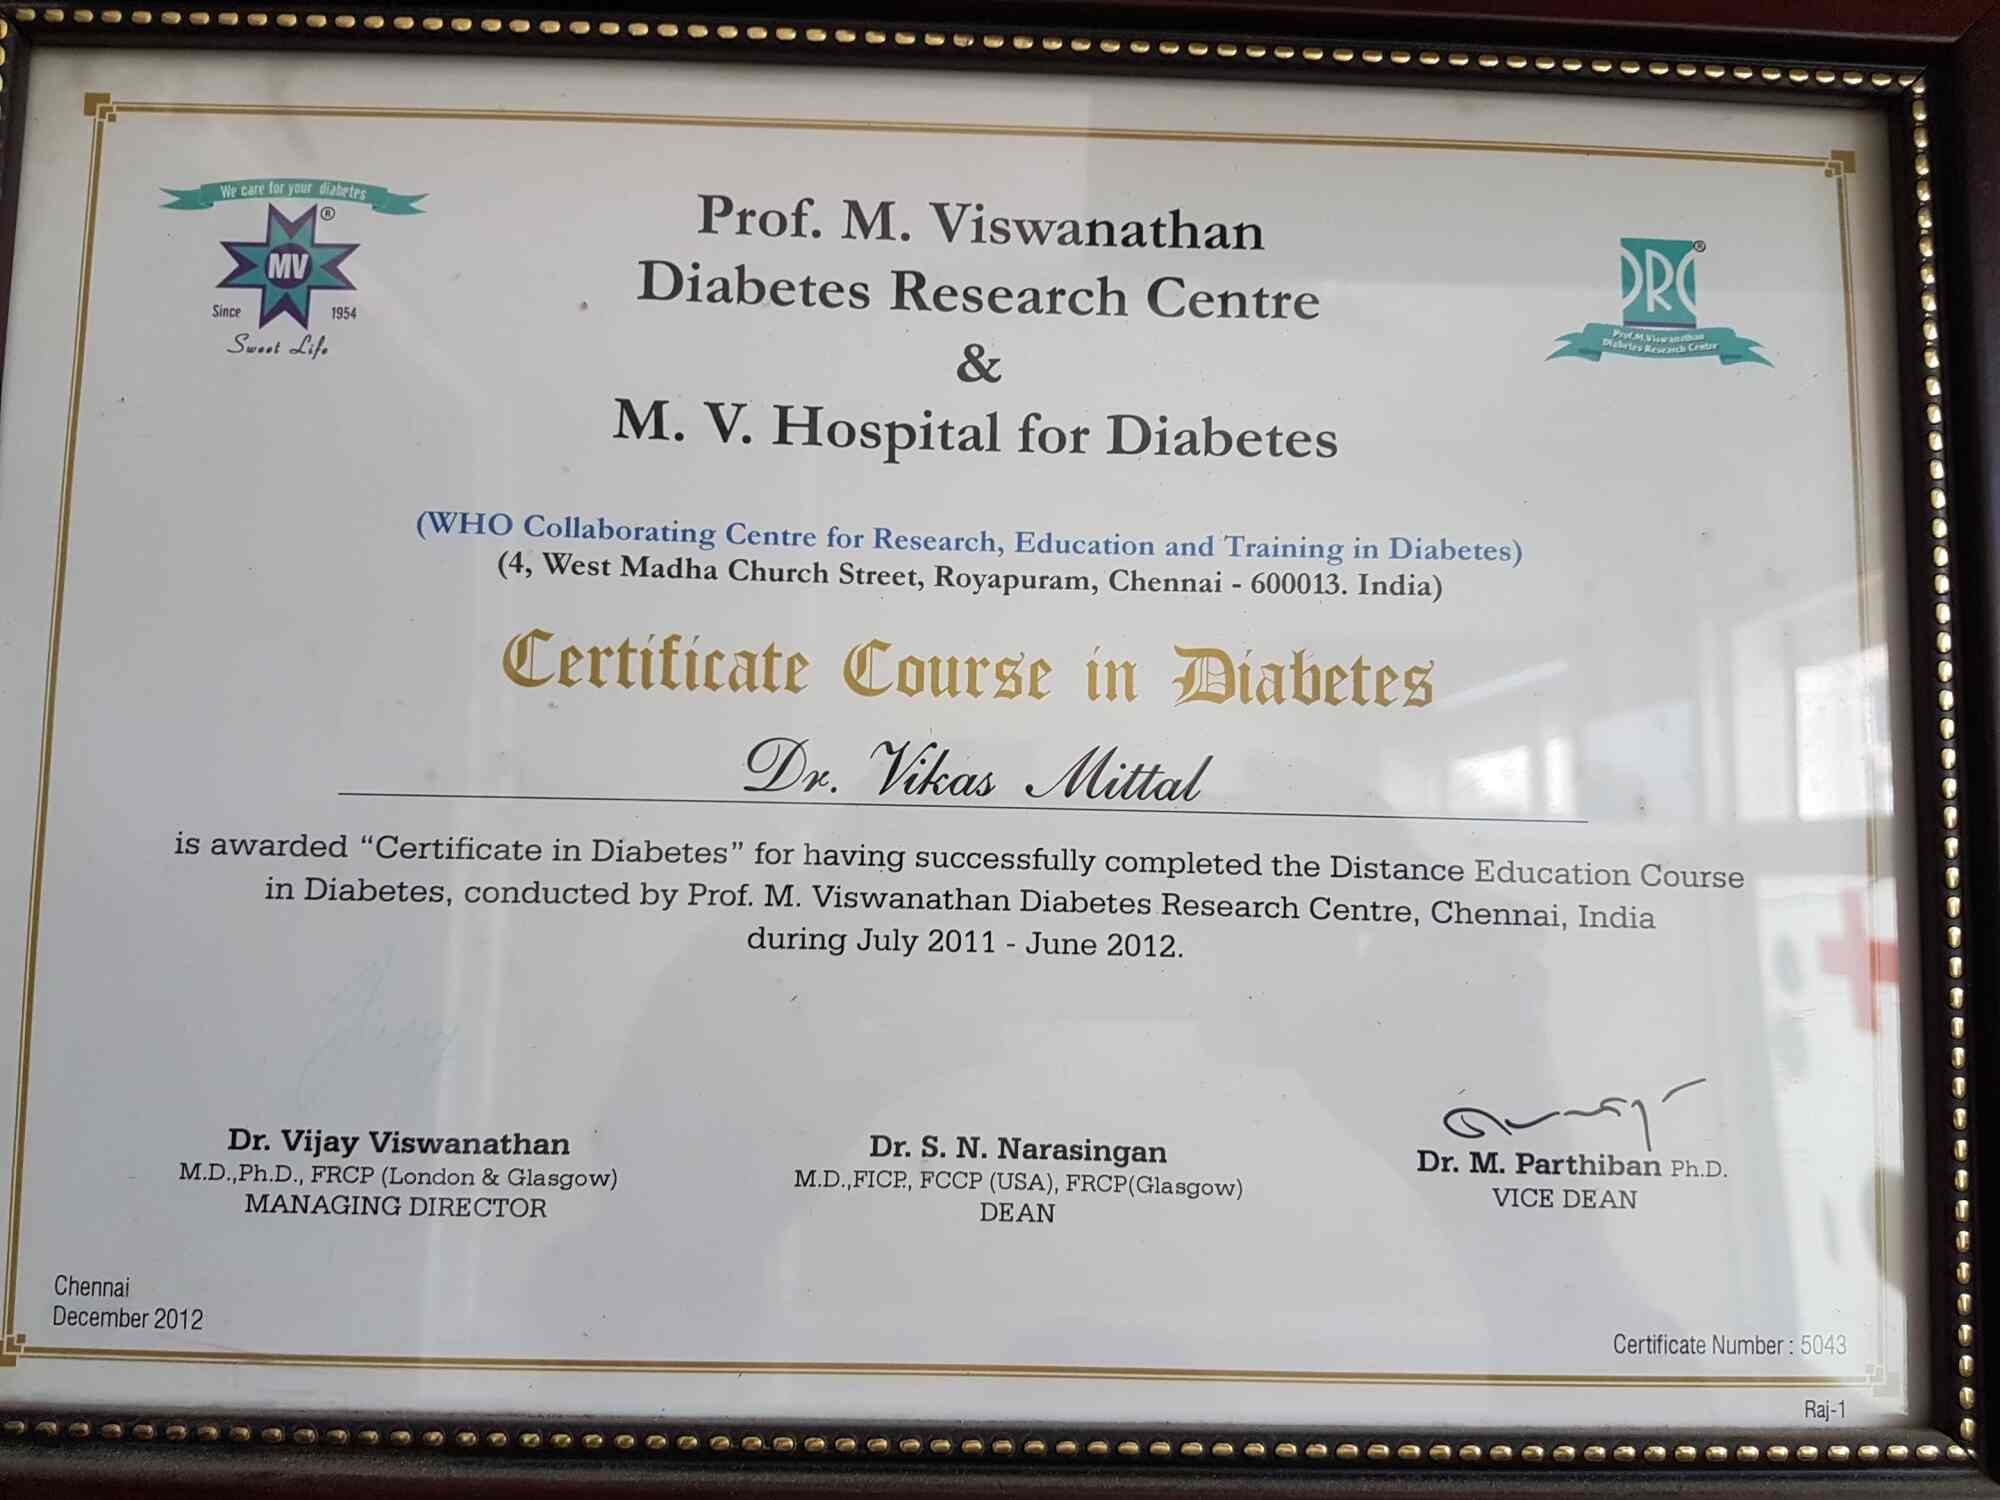 We care for your diabetes
®
MV
Since 1954
Sweet Life
Prof. M. Viswanathan
Diabetes Research Centre
&
M. V. Hospital for Diabetes
DRC
®
Prof.M.Viswanathan
Diabetes Research Centre
(WHO Collaborating Centre for Research, Education and Training in Diabetes)
(4, West Madha Church Street, Royapuram, Chennai - 600013. India)
Certificate Course in Diabetes
Dr. Vikas Mittal
is awarded “Certificate in Diabetes” for having successfully completed the Distance Education Course
in Diabetes, conducted by Prof. M. Viswanathan Diabetes Research Centre, Chennai, India
during July 2011 - June 2012.
Dr. Vijay Viswanathan
M.D.,Ph.D., FRCP (London & Glasgow)
MANAGING DIRECTOR
Dr. S. N. Narasingan
M.D.,FICP., FCCP (USA), FRCP(Glasgow)
DEAN
Dr. M. Parthiban Ph.D.
VICE DEAN
Chennai
December 2012
Certificate Number : 5043
Raj-1